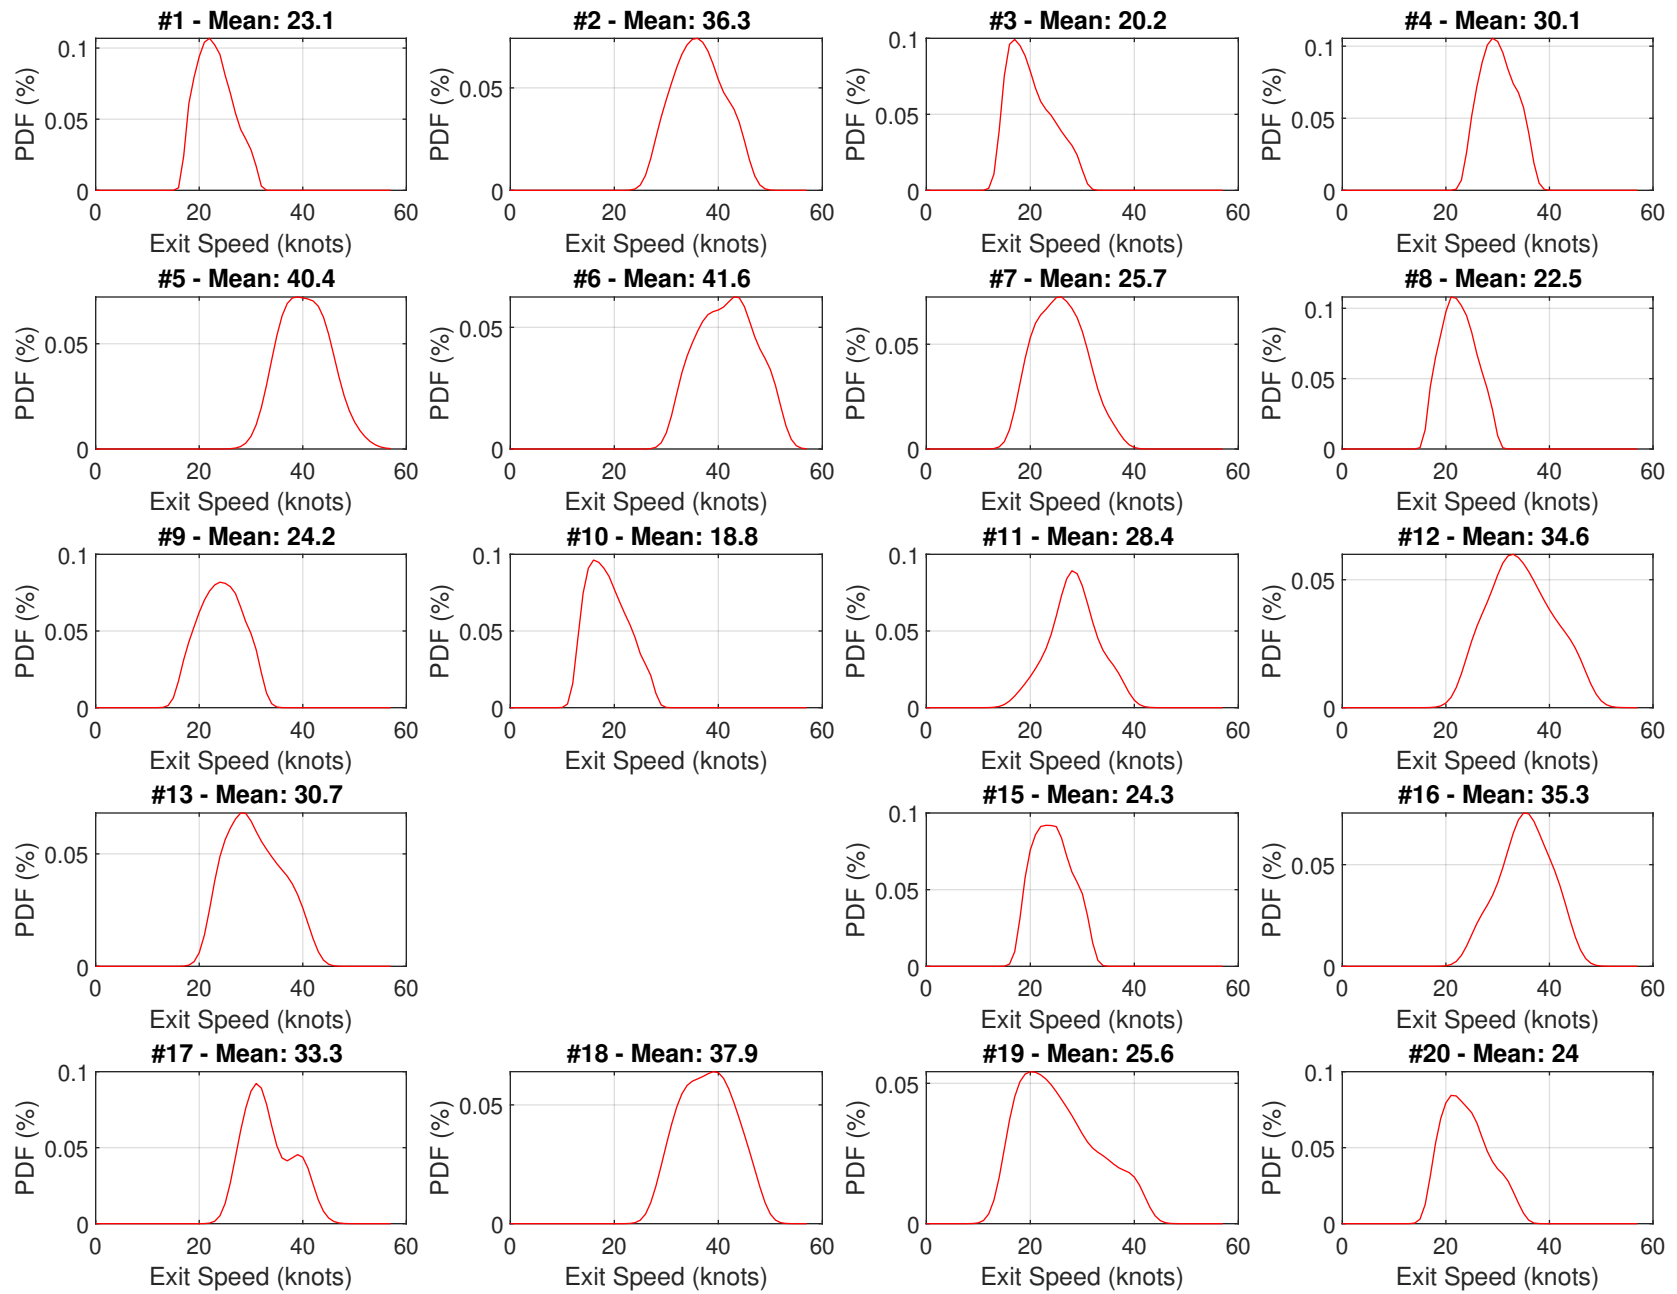 #1 - Mean: 23.1
PDF (%)
0.1
0.05
0
0 20 40 60
Exit Speed (knots)
#2 - Mean: 36.3
PDF (%)
0.05
0
0 20 40 60
Exit Speed (knots)
#3 - Mean: 20.2
PDF (%)
0.1
0.05
0
0 20 40 60
Exit Speed (knots)
#4 - Mean: 30.1
PDF (%)
0.1
0.05
0
0 20 40 60
Exit Speed (knots)
#5 - Mean: 40.4
PDF (%)
0.05
0
0 20 40 60
Exit Speed (knots)
#6 - Mean: 41.6
PDF (%)
0.05
0
0 20 40 60
Exit Speed (knots)
#7 - Mean: 25.7
PDF (%)
0.05
0
0 20 40 60
Exit Speed (knots)
#8 - Mean: 22.5
PDF (%)
0.1
0.05
0
0 20 40 60
Exit Speed (knots)
#9 - Mean: 24.2
PDF (%)
0.1
0.05
0
0 20 40 60
Exit Speed (knots)
#10 - Mean: 18.8
PDF (%)
0.1
0.05
0
0 20 40 60
Exit Speed (knots)
#11 - Mean: 28.4
PDF (%)
0.1
0.05
0
0 20 40 60
Exit Speed (knots)
#12 - Mean: 34.6
PDF (%)
0.05
0
0 20 40 60
Exit Speed (knots)
#13 - Mean: 30.7
PDF (%)
0.05
0
0 20 40 60
Exit Speed (knots)
#15 - Mean: 24.3
PDF (%)
0.1
0.05
0
0 20 40 60
Exit Speed (knots)
#16 - Mean: 35.3
PDF (%)
0.05
0
0 20 40 60
Exit Speed (knots)
#17 - Mean: 33.3
PDF (%)
0.1
0.05
0
0 20 40 60
Exit Speed (knots)
#18 - Mean: 37.9
PDF (%)
0.05
0
0 20 40 60
Exit Speed (knots)
#19 - Mean: 25.6
PDF (%)
0.05
0
0 20 40 60
Exit Speed (knots)
#20 - Mean: 24
PDF (%)
0.1
0.05
0
0 20 40 60
Exit Speed (knots)